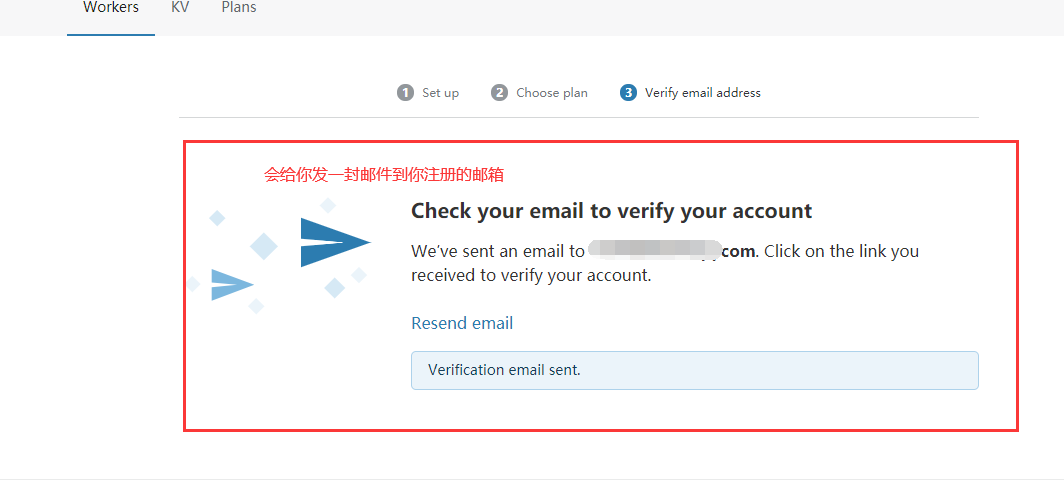 Workers KV Plans
1 Set up 2 Choose plan 3 Verify email address
会给你发一封邮件到你注册的邮箱
Check your email to verify your account
We’ve sent an email to com. Click on the link you
received to verify your account.
Resend email
Verification email sent.